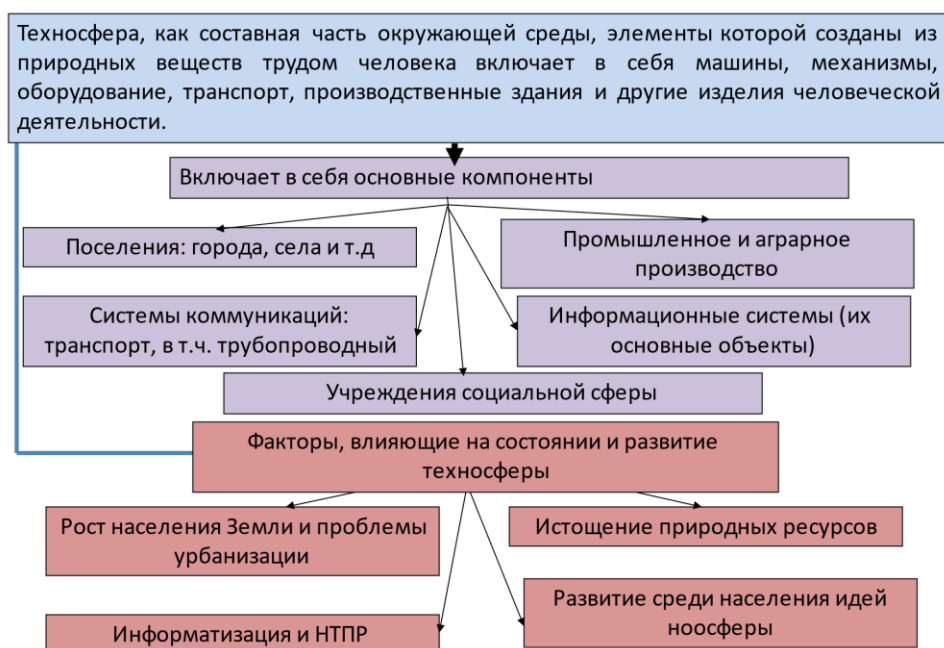 Техносфера, как составная часть окружающей среды, элементы которой созданы из
природных веществ трудом человека включает в себя машины, механизмы,
оборудование, транспорт, производственные здания и другие изделия человеческой
деятельности.
Включает в себя основные компоненты
Поселения: города, села и т.д
Промышленное и аграрное
производство
Системы коммуникаций:
транспорт, в т.ч. трубопроводный
Информационные системы (их
основные объекты)
Учреждения социальной сферы
Факторы, влияющие на состоянии и развитие
техносферы
Рост населения Земли и проблемы
урбанизации
Истощение природных ресурсов
Информатизация и НТПР
Развитие среди населения идей
ноосферы